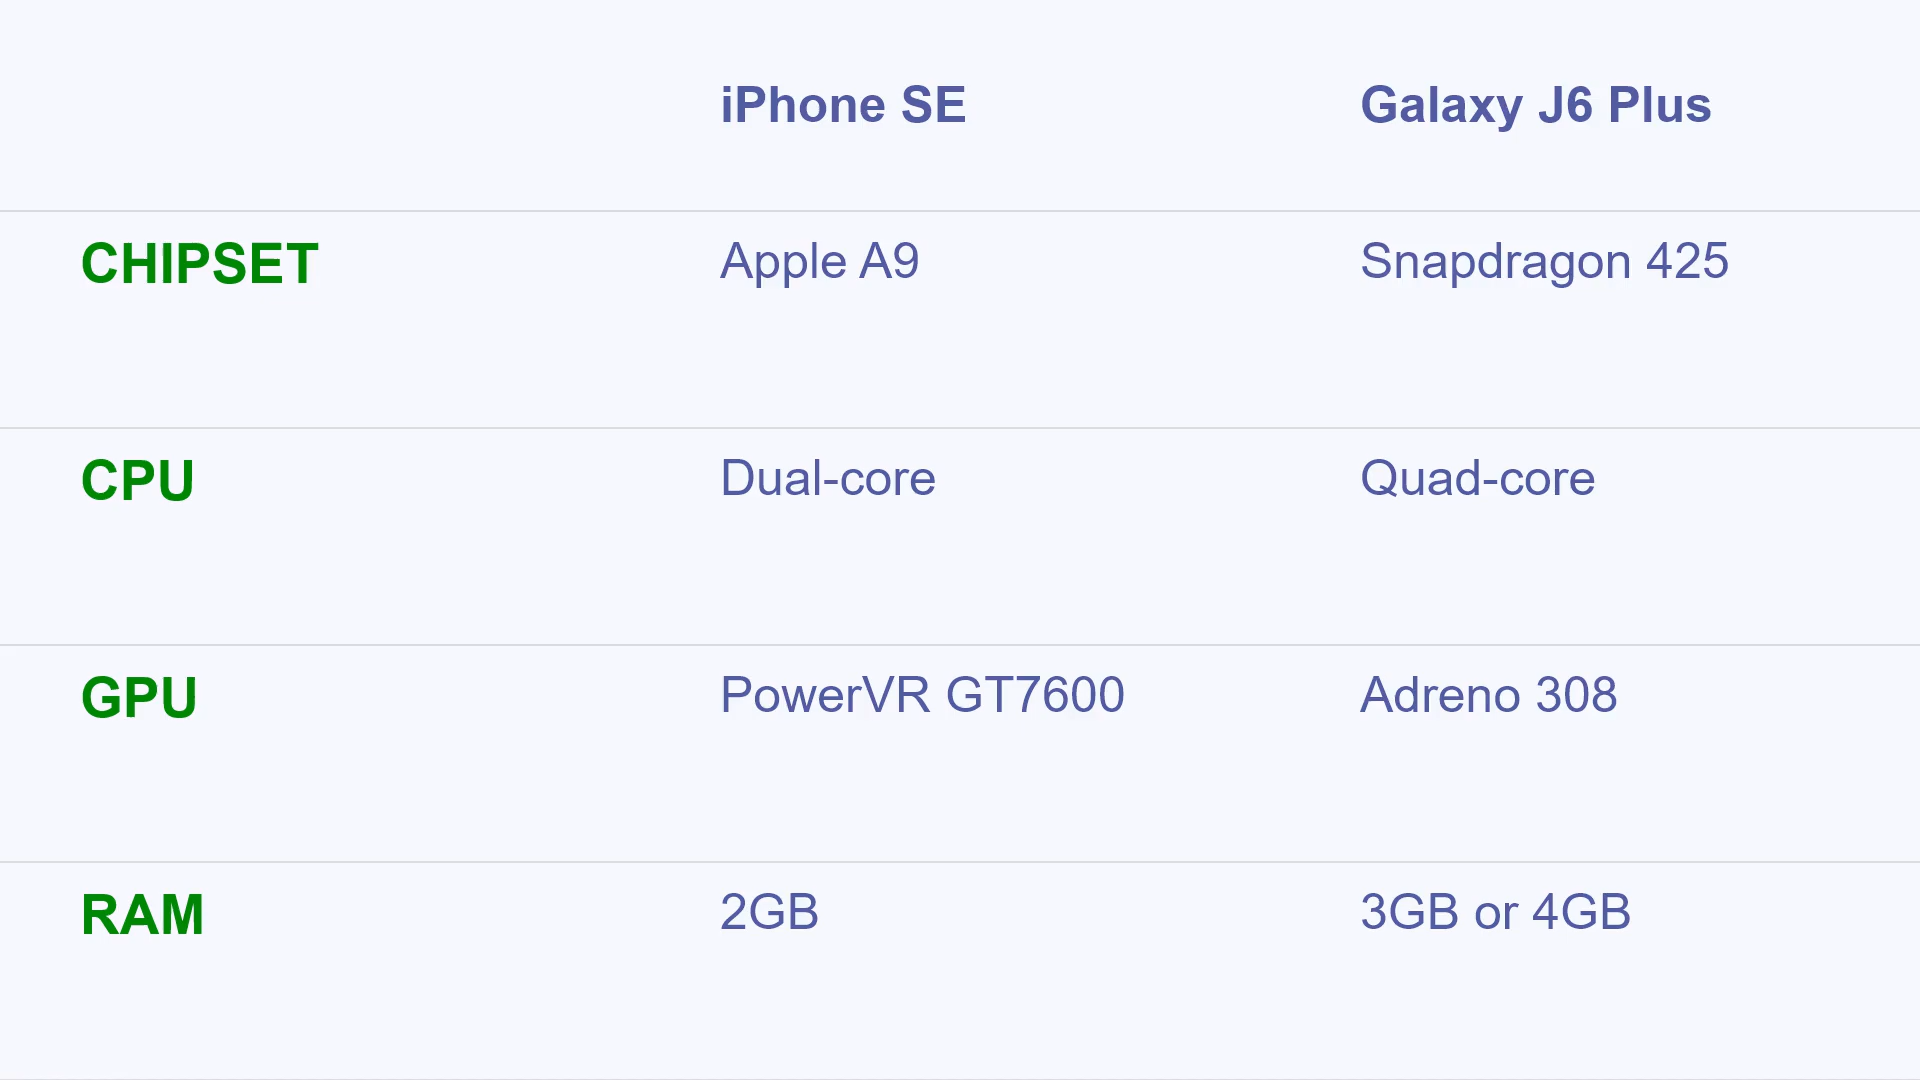 iPhone SE Galaxy J6 Plus
CHIPSET Apple A9 Snapdragon 425
CPU Dual-core Quad-core
GPU PowerVR GT7600 Adreno 308
RAM 2GB 3GB or 4GB